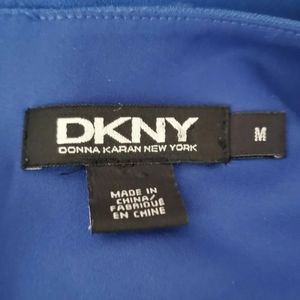 DKNY
DONNA KARAN NEW YORK
M
MADE IN
CHINA/
FABRIQUÉ
EN CHINE